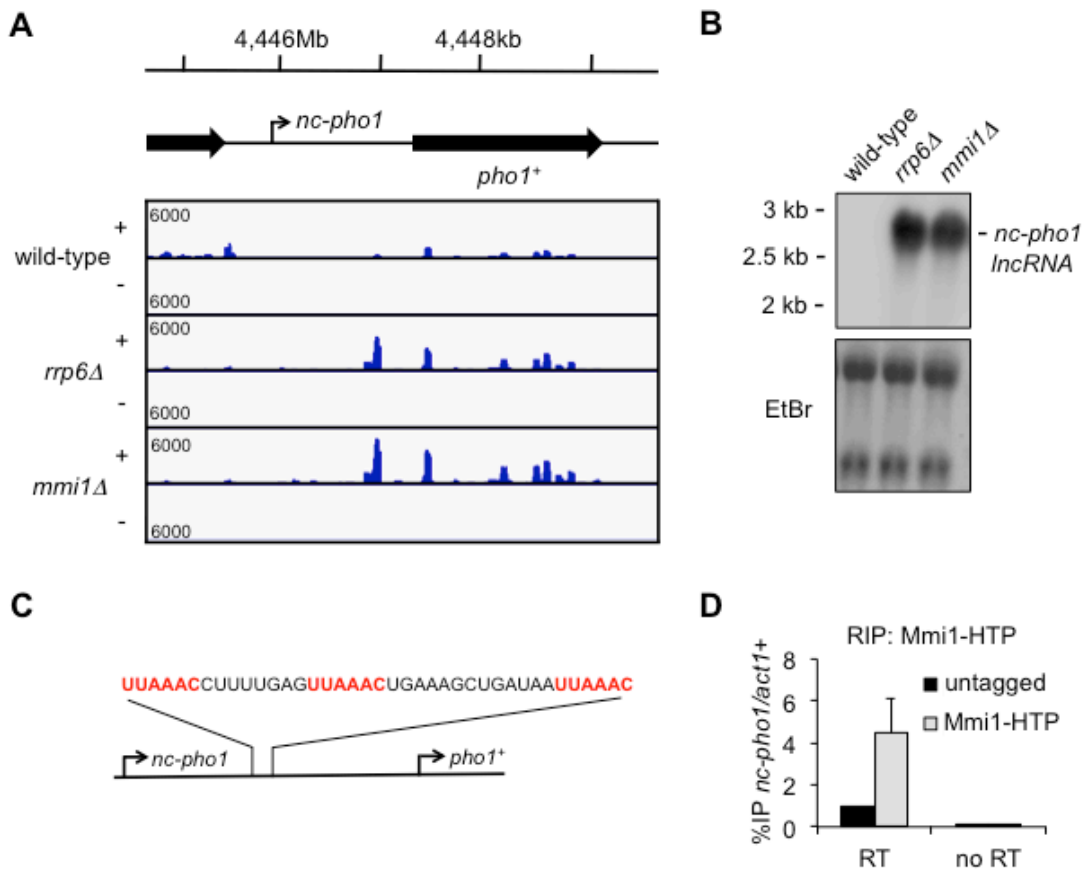 A
4,446Mb 4,448kb
nc-pho1
pho1+
+ 6000
wild-type
-
6000
+ 6000
rrp6Δ
-
6000
+ 6000
mmi1Δ
-
6000
B
wild-type rrp6Δ mmi1Δ
3 kb -
- nc-pho1
2.5 kb -
lncRNA
2 kb -
EtBr
C
UUAAACCUUUUGAGUUAAACUGAAAGCUGAUAAUUAAAC
nc-pho1 pho1+
D
RIP: Mmi1-HTP
%IP nc-pho1/act1+
8
6
4
2
0
untagged
Mmi1-HTP
RT no RT